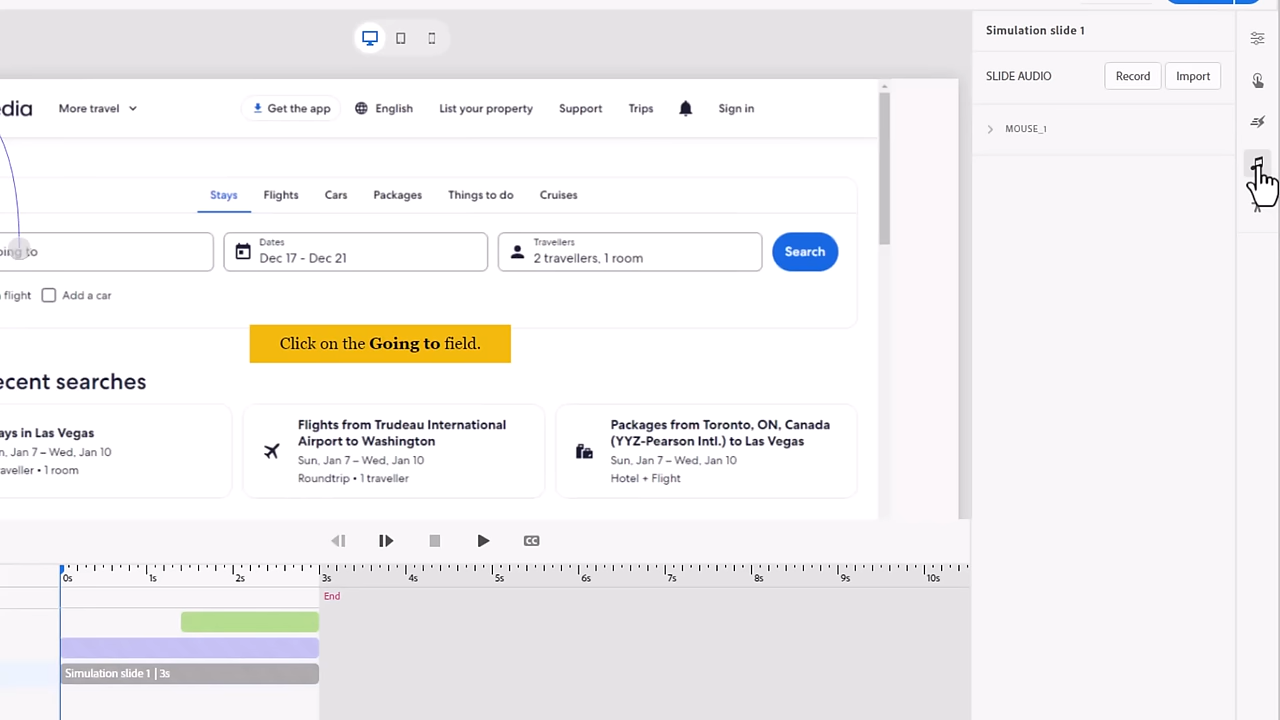 Simulation slide 1
SLIDE AUDIO
Record
Import
MOUSE_1
edia
More travel
Get the app
English
List your property
Support
Trips
Sign in
Stays
Flights
Cars
Packages
Things to do
Cruises
oing to
Dates
Dec 17 - Dec 21
Travellers
2 travellers, 1 room
Search
flight
Add a car
Click on the Going to field.
ecent searches
ays in Las Vegas
n, Jan 7 – Wed, Jan 10
aveller • 1 room
Flights from Trudeau International
Airport to Washington
Sun, Jan 7 – Wed, Jan 10
Roundtrip • 1 traveller
Packages from Toronto, ON, Canada
(YYZ-Pearson Intl.) to Las Vegas
Sun, Jan 7 – Wed, Jan 10
Hotel + Flight
CC
0s 1s 2s 3s 4s 5s 6s 7s 8s 9s 10s
End
Simulation slide 1 | 3s